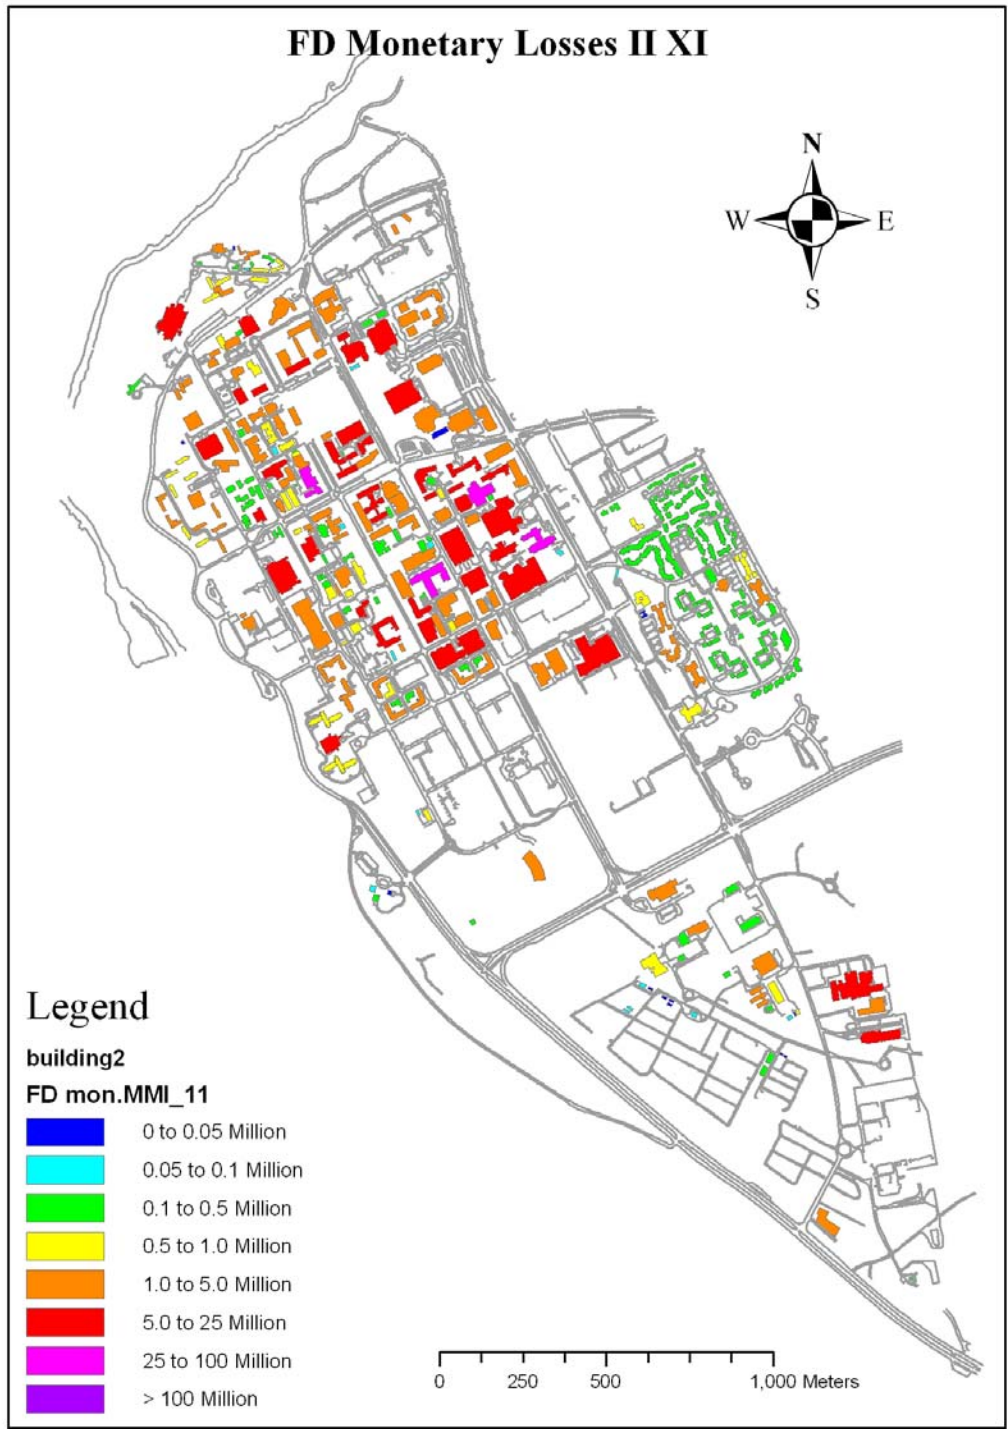 FD Monetary Losses II XI
N
W E
S
Legend
building2
FD mon.MMI_11
0 to 0.05 Million
0.05 to 0.1 Million
0.1 to 0.5 Million
0.5 to 1.0 Million
1.0 to 5.0 Million
5.0 to 25 Million
25 to 100 Million
> 100 Million
0 250 500 1,000 Meters